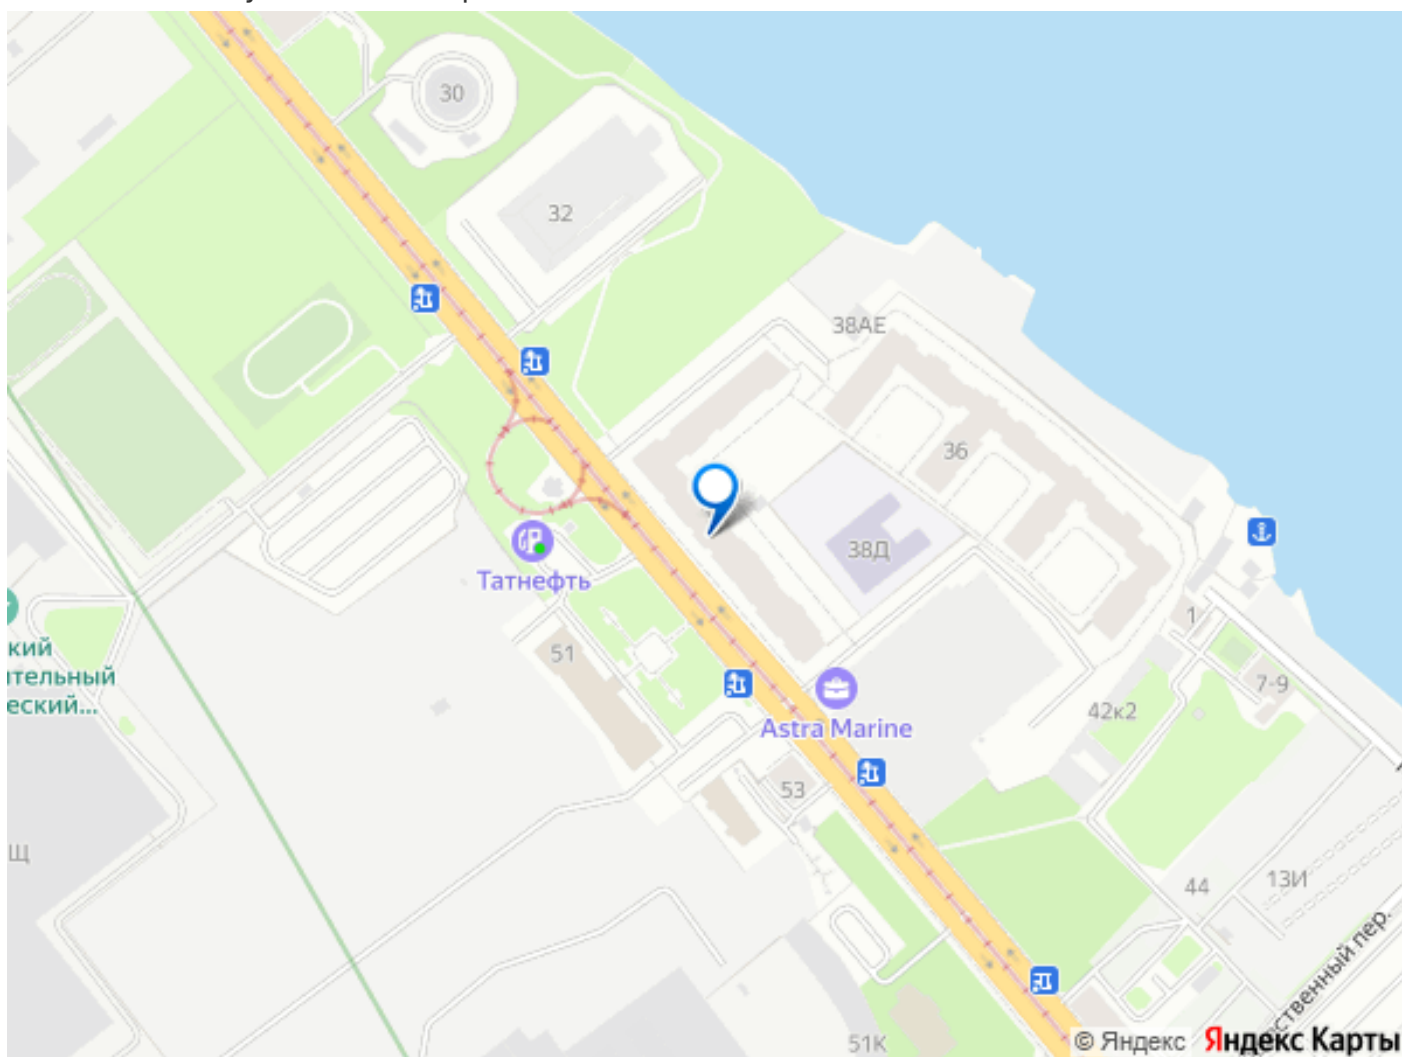 30
32
38АЕ
36
38Д
Татнефть
кий
тельный
еский...
51
1
7-9
42к2
Astra Marine
53
Щ
44
13И
ственный пер.
51К
© Яндекс Яндекс Карты